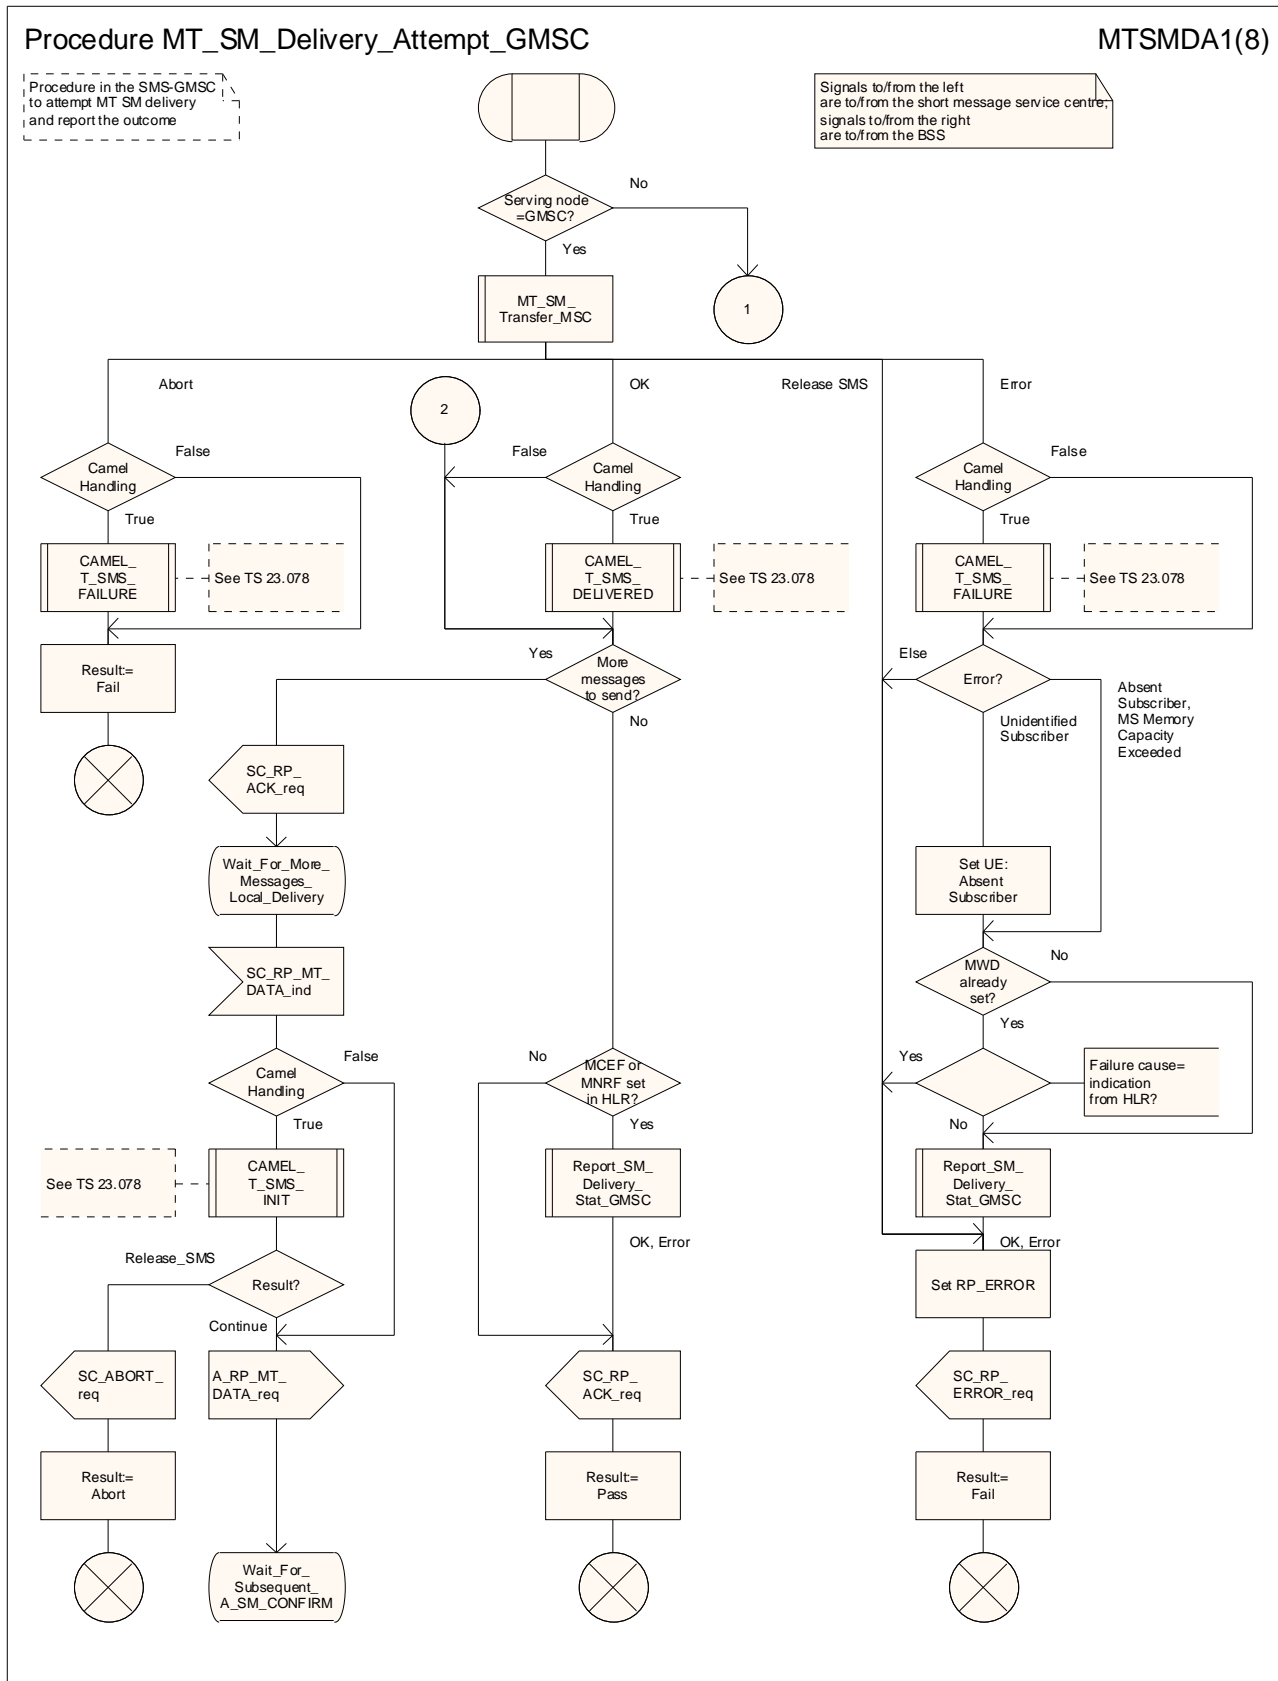 Procedure MT_SM_Delivery_Attempt_GMSC
MTSMDA1(8)
Procedure in the SMS-GMSC
to attempt MT SM delivery
and report the outcome
Signals to/from the left
are to/from the short message service centre;
signals to/from the right
are to/from the BSS
Serving node
=GMSC?
No
Yes
MT_SM_
Transfer_MSC
1
Abort
OK
Release SMS
Error
2
Camel
Handling
False
True
Camel
Handling
False
True
Camel
Handling
False
True
CAMEL_
T_SMS_
FAILURE
See TS 23.078
CAMEL_
T_SMS_
DELIVERED
See TS 23.078
CAMEL_
T_SMS_
FAILURE
See TS 23.078
Result:=
Fail
Yes
More
messages
to send?
No
Else
Error?
Unidentified
Subscriber
Absent
Subscriber,
MS Memory
Capacity
Exceeded
SC_RP_
ACK_req
Wait_For_More_
Messages_
Local_Delivery
Set UE:
Absent
Subscriber
SC_RP_MT_
DATA_ind
MWD
already
set?
No
Yes
Camel
Handling
False
True
No
MCEF or
MNRF set
in HLR?
Yes
Yes
Failure cause=
indication
from HLR?
No
See TS 23.078
CAMEL_
T_SMS_
INIT
Report_SM_
Delivery_
Stat_GMSC
Report_SM_
Delivery_
Stat_GMSC
Release_SMS
Result?
Continue
OK, Error
OK, Error
Set RP_ERROR
SC_ABORT_
req
A_RP_MT_
DATA_req
SC_RP_
ACK_req
SC_RP_
ERROR_req
Result:=
Abort
Result:=
Pass
Result:=
Fail
Wait_For_
Subsequent_
A_SM_CONFIRM